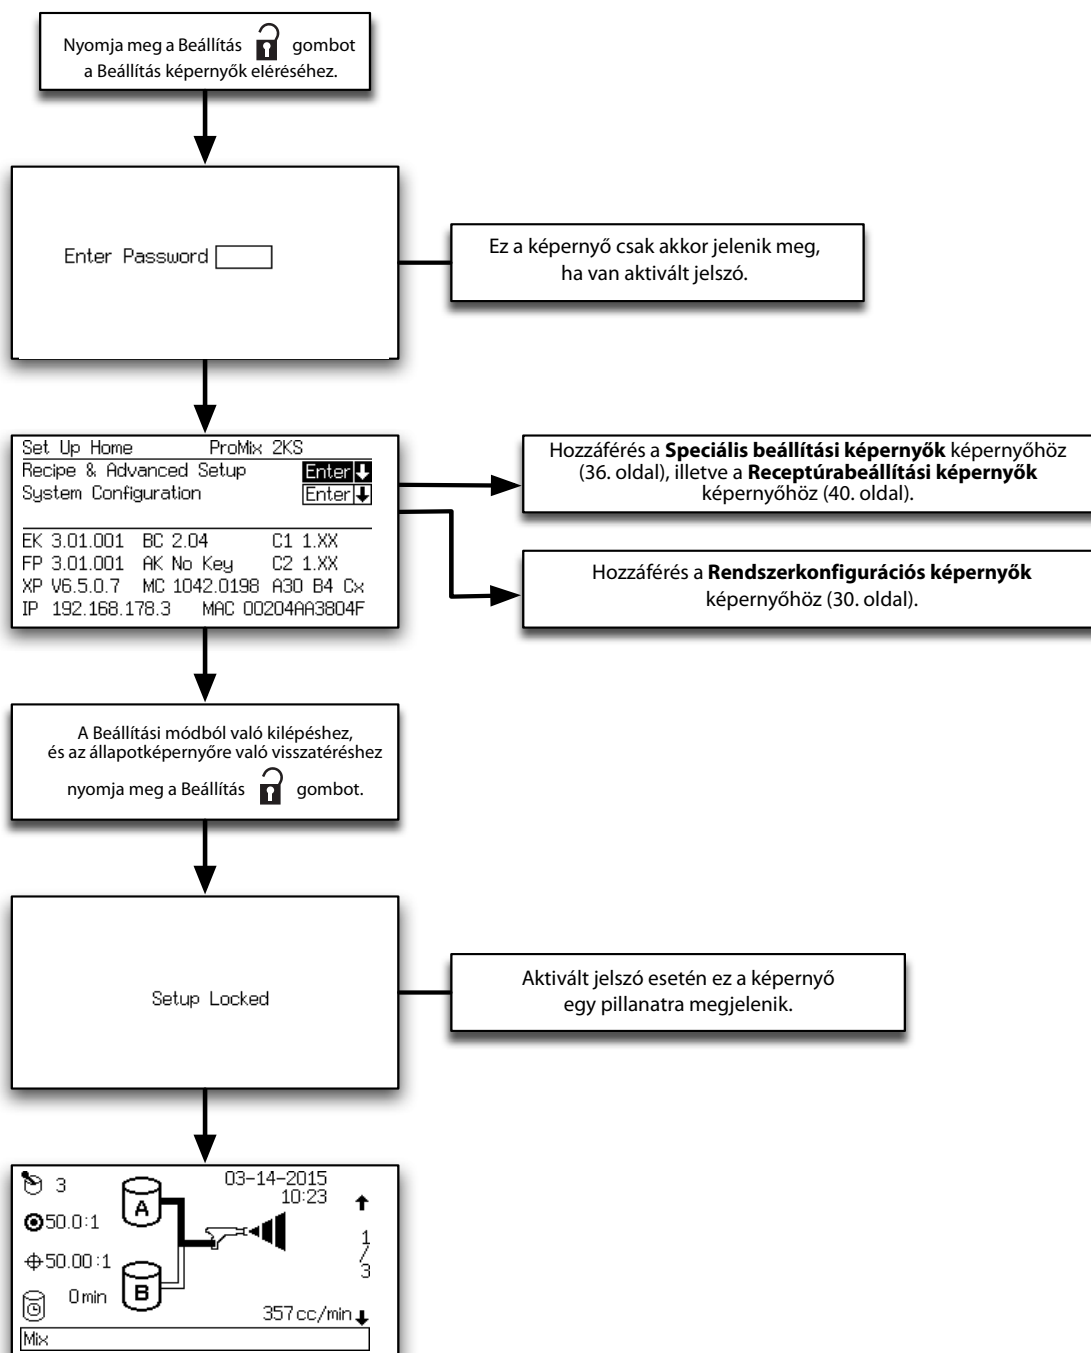 Nyomja meg a Beállítás gombot
a Beállítás képernyők eléréséhez.
Enter Password
Ez a képernyő csak akkor jelenik meg,
ha van aktivált jelszó.
Set Up Home ProMix 2KS
Recipe & Advanced Setup Enter
System Configuration Enter
EK 3.01.001 BC 2.04 C1 1.XX
FP 3.01.001 AK No Key C2 1.XX
XP V6.5.0.7 MC 1042.0198 A30 B4 Cx
IP 192.168.178.3 MAC 00204AA3804F
Hozzáférés a Speciális beállítási képernyők képernyőhöz
(36. oldal), illetve a Receptúrabeállítási képernyők
képernyőhöz (40. oldal).
Hozzáférés a Rendszerkonfigurációs képernyők
képernyőhöz (30. oldal).
A Beállítási módból való kilépéshez,
és az állapotképernyőre való visszatéréshez
nyomja meg a Beállítás gombot.
Setup Locked
Aktivált jelszó esetén ez a képernyő
egy pillanatra megjelenik.
3
03-14-2015
10:23
A
50.0:1
50.00:1
1
/
3
0min
B
357cc/min
Mix